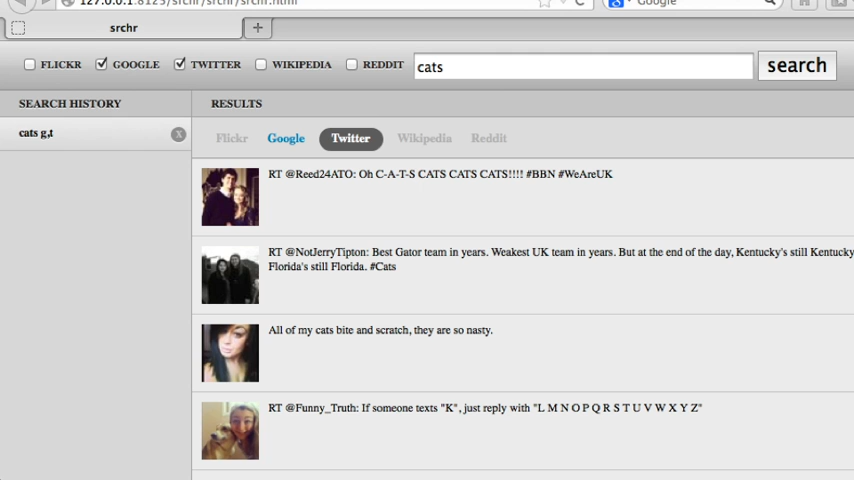 127.0.0.1:8125/srchr/srchr/srchr.html
Google
srchr
FLICKR GOOGLE TWITTER WIKIPEDIA REDDIT cats search
SEARCH HISTORY RESULTS
cats g,t x
Flickr Google Twitter Wikipedia Reddit
RT @Reed24ATO: Oh C-A-T-S CATS CATS CATS!!!! #BBN #WeAreUK
RT @NotJerryTipton: Best Gator team in years. Weakest UK team in years. But at the end of the day, Kentucky's still Kentucky
Florida's still Florida. #Cats
All of my cats bite and scratch, they are so nasty.
RT @Funny_Truth: If someone texts "K", just reply with "L M N O P Q R S T U V W X Y Z"